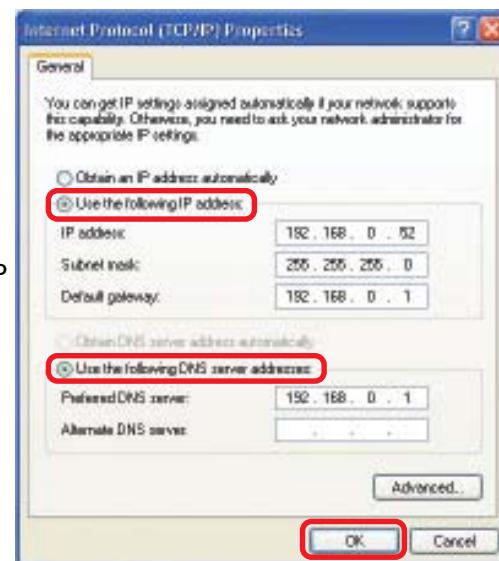 Internet Protocol (TCP/IP) Properties
General
You can get IP settings assigned automatically if your network supports
this capability. Otherwise, you need to ask your network administrator for
the appropriate IP settings.
Obtain an IP address automatically
Use the following IP address:
IP address: 192 . 168 . 0 . 52
Subnet mask: 255 . 255 . 255 . 0
Default gateway: 192 . 168 . 0 . 1
Obtain DNS server address automatically
Use the following DNS server addresses:
Preferred DNS server: 192 . 168 . 0 . 1
Alternate DNS server: . . .
Advanced...
OK Cancel